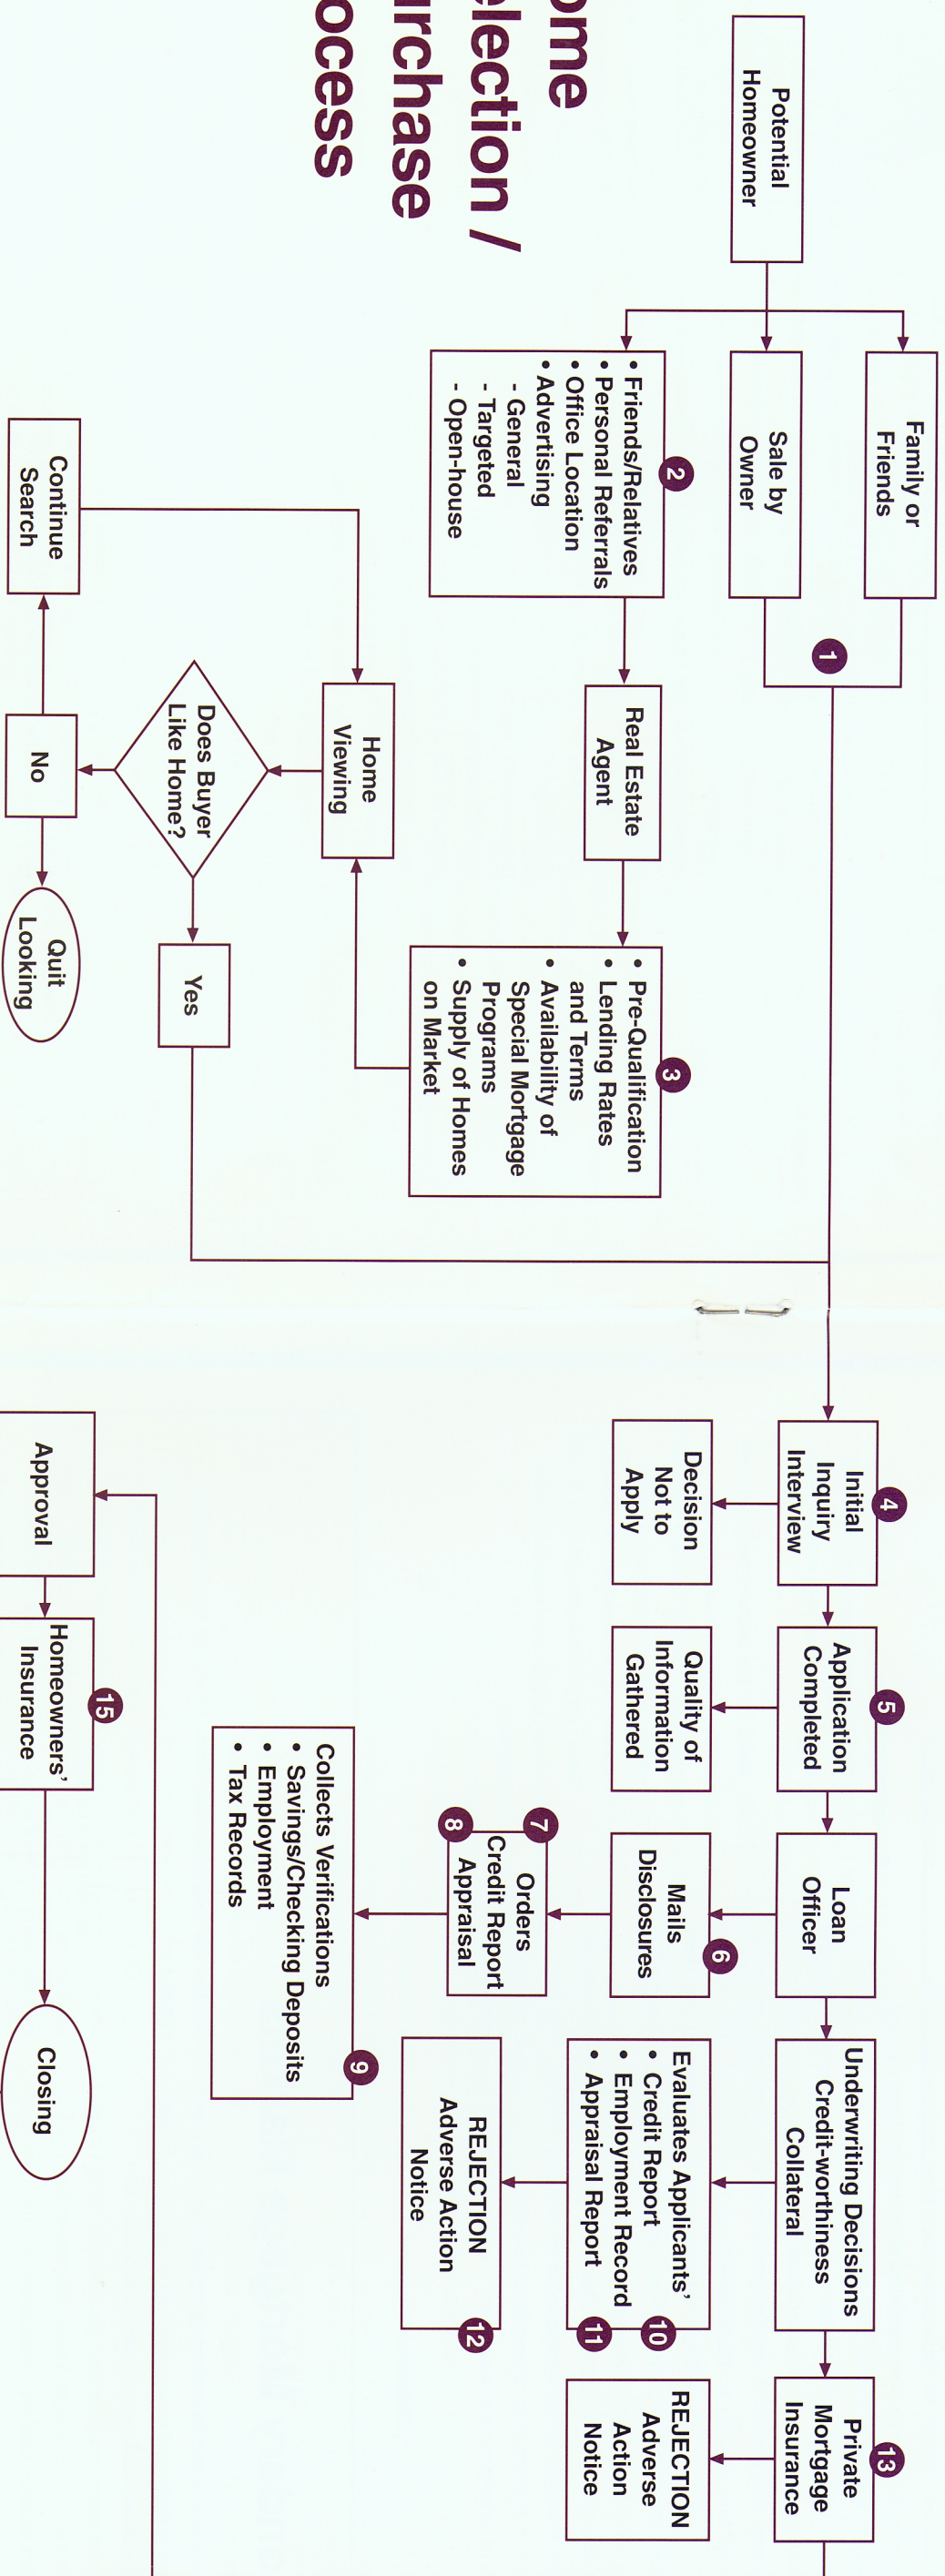 ome
election /
urchase
ocess
Potential
Homeowner
Family or
Friends
Sale by
Owner
1
2
• Friends/Relatives
• Personal Referrals
• Office Location
• Advertising
- General
- Targeted
- Open-house
Real Estate
Agent
3
• Pre-Qualification
• Lending Rates
and Terms
• Availability of
Special Mortgage
Programs
• Supply of Homes
on Market
Home
Viewing
Does Buyer
Like Home?
Continue
Search
No
Quit
Looking
Yes
4
Initial
Inquiry
Interview
Decision
Not to
Apply
5
Application
Completed
Quality of
Information
Gathered
Loan
Officer
6
Mails
Disclosures
7
8
Orders
Credit Report
Appraisal
9
Collects Verifications
• Savings/Checking Deposits
• Employment
• Tax Records
Underwriting Decisions
Credit-worthiness
Collateral
Evaluates Applicants'
• Credit Report
• Employment Record
• Appraisal Report
10
11
REJECTION
Adverse Action
Notice
12
13
Private
Mortgage
Insurance
REJECTION
Adverse
Action
Notice
Approval
15
Homeowners'
Insurance
Closing